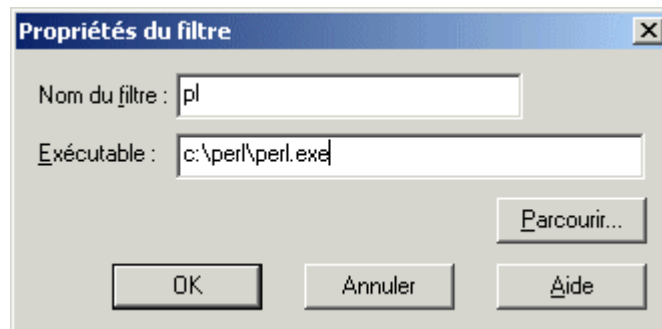 Propriétés du filtre
Nom du filtre : pl
Exécutable : c:\perl\perl.exe
Parcourir...
OK Annuler Aide